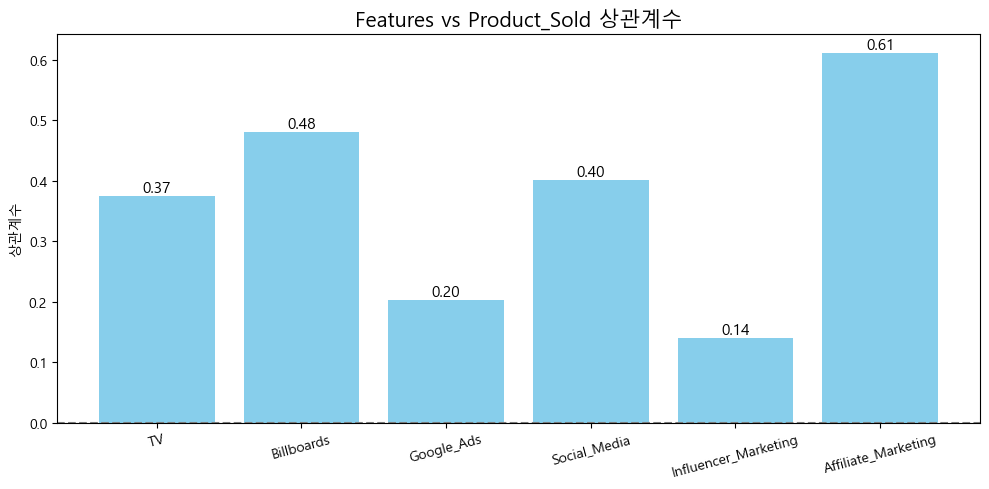 Features vs Product_Sold 상관계수
상관계수
0.6
0.5
0.4
0.3
0.2
0.1
0.0
0.37
0.48
0.20
0.40
0.14
0.61
TV
Billboards
Google_Ads
Social_Media
Influencer_Marketing
Affiliate_Marketing